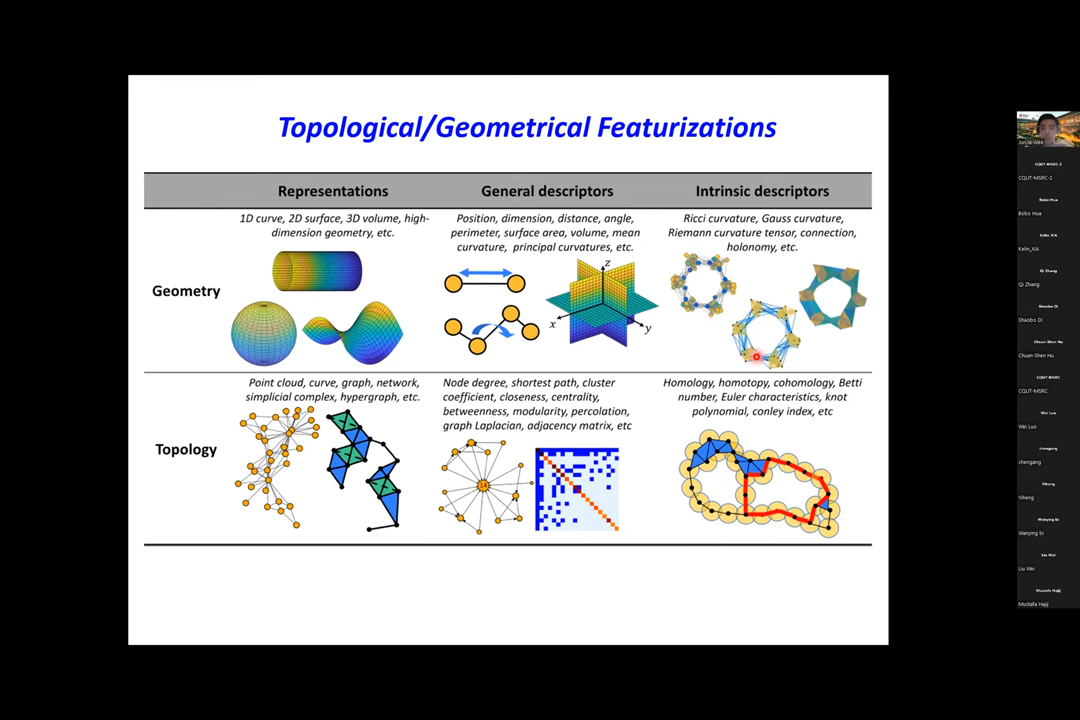 Topological/Geometrical Featurizations
Representations
General descriptors
Intrinsic descriptors
Geometry
1D curve, 2D surface, 3D volume, high-
dimension geometry, etc.
Position, dimension, distance, angle,
perimeter, surface area, volume, mean
curvature, principal curvatures, etc.
z
x
y
Ricci curvature, Gauss curvature,
Riemann curvature tensor, connection,
holonomy, etc.
Topology
Point cloud, curve, graph, network,
simplicial complex, hypergraph, etc.
Node degree, shortest path, cluster
coefficient, closeness, centrality,
betweenness, modularity, percolation,
graph Laplacian, adjacency matrix, etc
14
Homology, homotopy, cohomology, Betti
number, Euler characteristics, knot
polynomial, conley index, etc
JunJie Wee
CQUT-MSRC-2
CQUT-MSRC-2
Bobo Hua
Bobo Hua
Kelin_XIA
Kelin_XIA
Qi Zhang
Qi Zhang
Shaobo Di
Shaobo Di
Chuan-Shen Hu
Chuan-Shen Hu
CQUT-MSRC
CQUT-MSRC
Wei Luo
Wei Luo
chengang
chengang
Yiheng
Yiheng
Wanying bi
Wanying bi
Liu Wei
Liu Wei
Mustafa Hajij
Mustafa Hajij